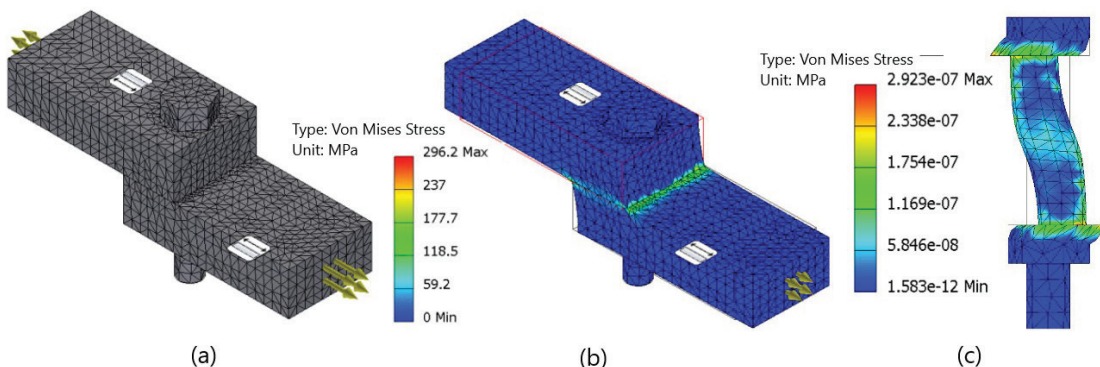 Type: Von Mises Stress
Unit: MPa
296.2 Max
237
177.7
118.5
59.2
0 Min
Type: Von Mises Stress
Unit: MPa
2.923e-07 Max
2.338e-07
1.754e-07
1.169e-07
5.846e-08
1.583e-12 Min
(a)
(b)
(c)